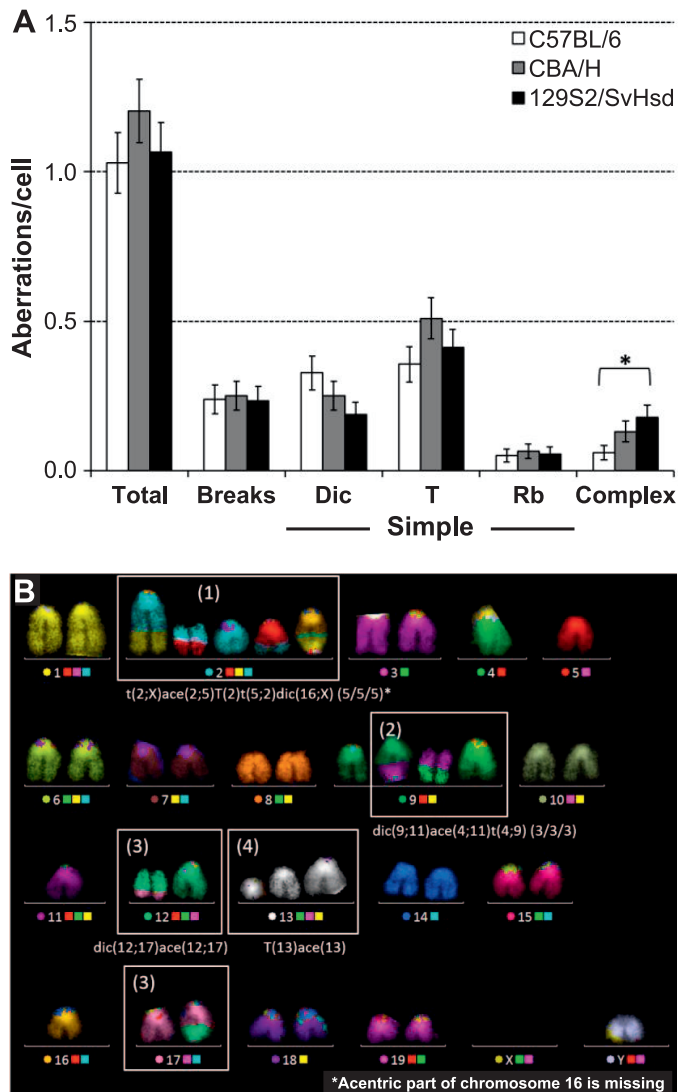 A
1.5
C57BL/6
CBA/H
129S2/SvHsd
Aberrations/cell
1.0
0.5
0.0
Total Breaks Dic T Rb Complex
*
Simple
B
(1)
1 2 3 4 5
t(2;X)ace(2;5)T(2)t(5;2)dic(16;X) (5/5/5)*
(2)
6 7 8 9 10
dic(9;11)ace(4;11)t(4;9) (3/3/3)
(3) (4)
11 12 13 14 15
dic(12;17)ace(12;17) T(13)ace(13)
(3)
16 17 18 19 X Y
*Acentric part of chromosome 16 is missing